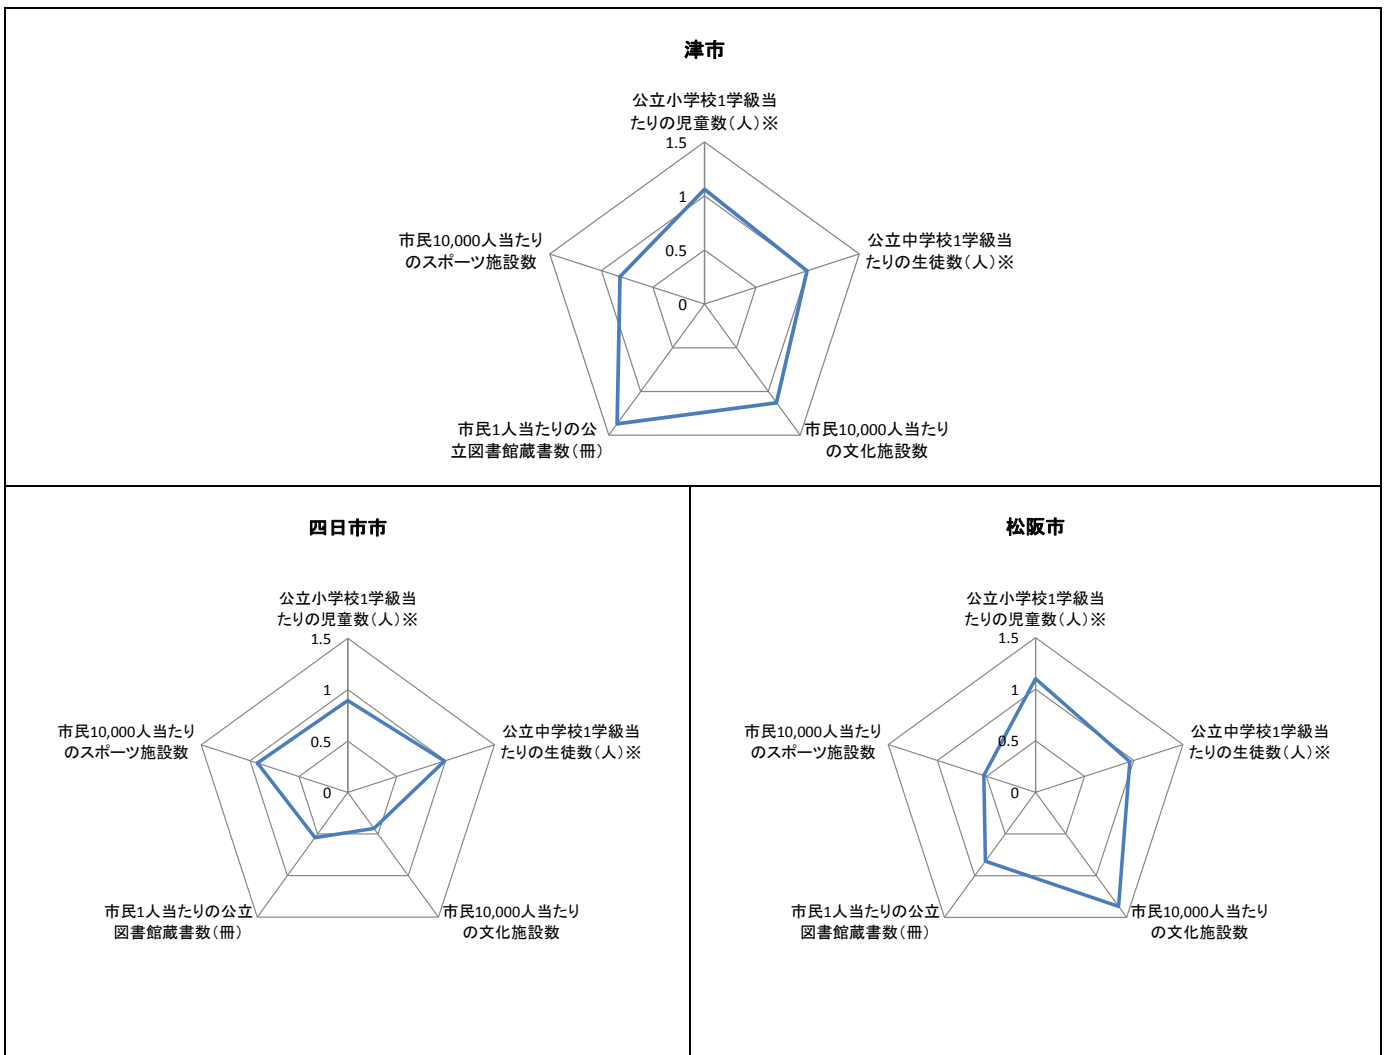 津市
公立小学校1学級当
たりの児童数(人)※
1.5
1
0.5
0
公立中学校1学級当
たりの生徒数(人)※
市民10,000人当たり
の文化施設数
市民1人当たりの公
立図書館蔵書数(冊)
市民10,000人当たり
のスポーツ施設数
四日市市
公立小学校1学級当
たりの児童数(人)※
1.5
1
0.5
0
公立中学校1学級当
たりの生徒数(人)※
市民10,000人当たり
の文化施設数
市民1人当たりの公立
図書館蔵書数(冊)
市民10,000人当たり
のスポーツ施設数
松阪市
公立小学校1学級当
たりの児童数(人)※
1.5
1
0.5
0
公立中学校1学級当
たりの生徒数(人)※
市民10,000人当たり
の文化施設数
市民1人当たりの公立
図書館蔵書数(冊)
市民10,000人当たり
のスポーツ施設数